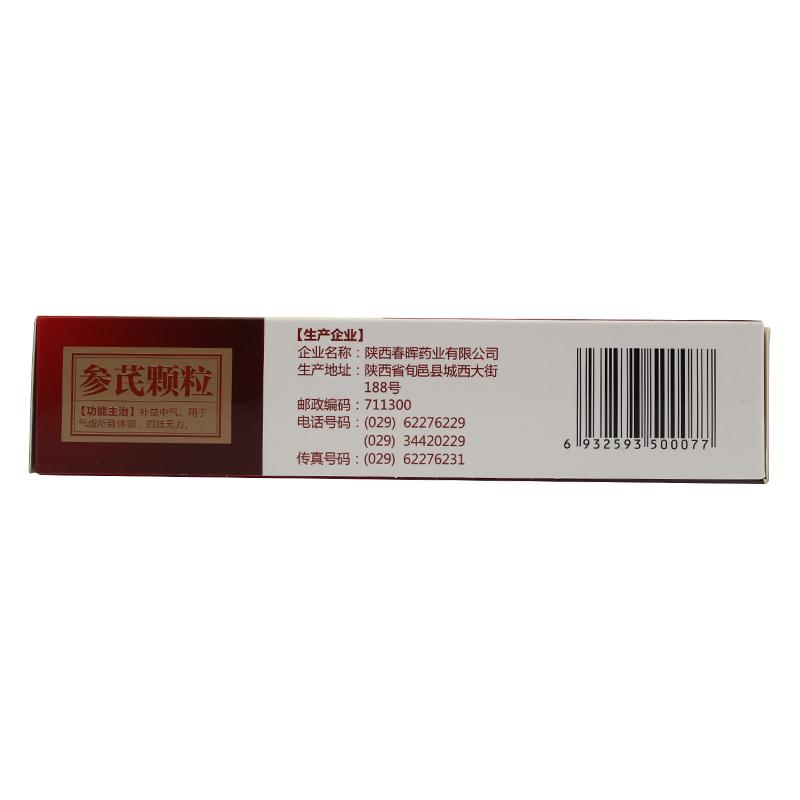 参芪颗粒
【功能主治】补益中气。用于
气虚所致体弱、四肢无力。
【生产企业】
企业名称：陕西春晖药业有限公司
生产地址：陕西省旬邑县城西大街
188号
邮政编码：711300
电话号码：(029) 62276229
(029) 34420229
传真号码：(029) 62276231
6 932593 500077